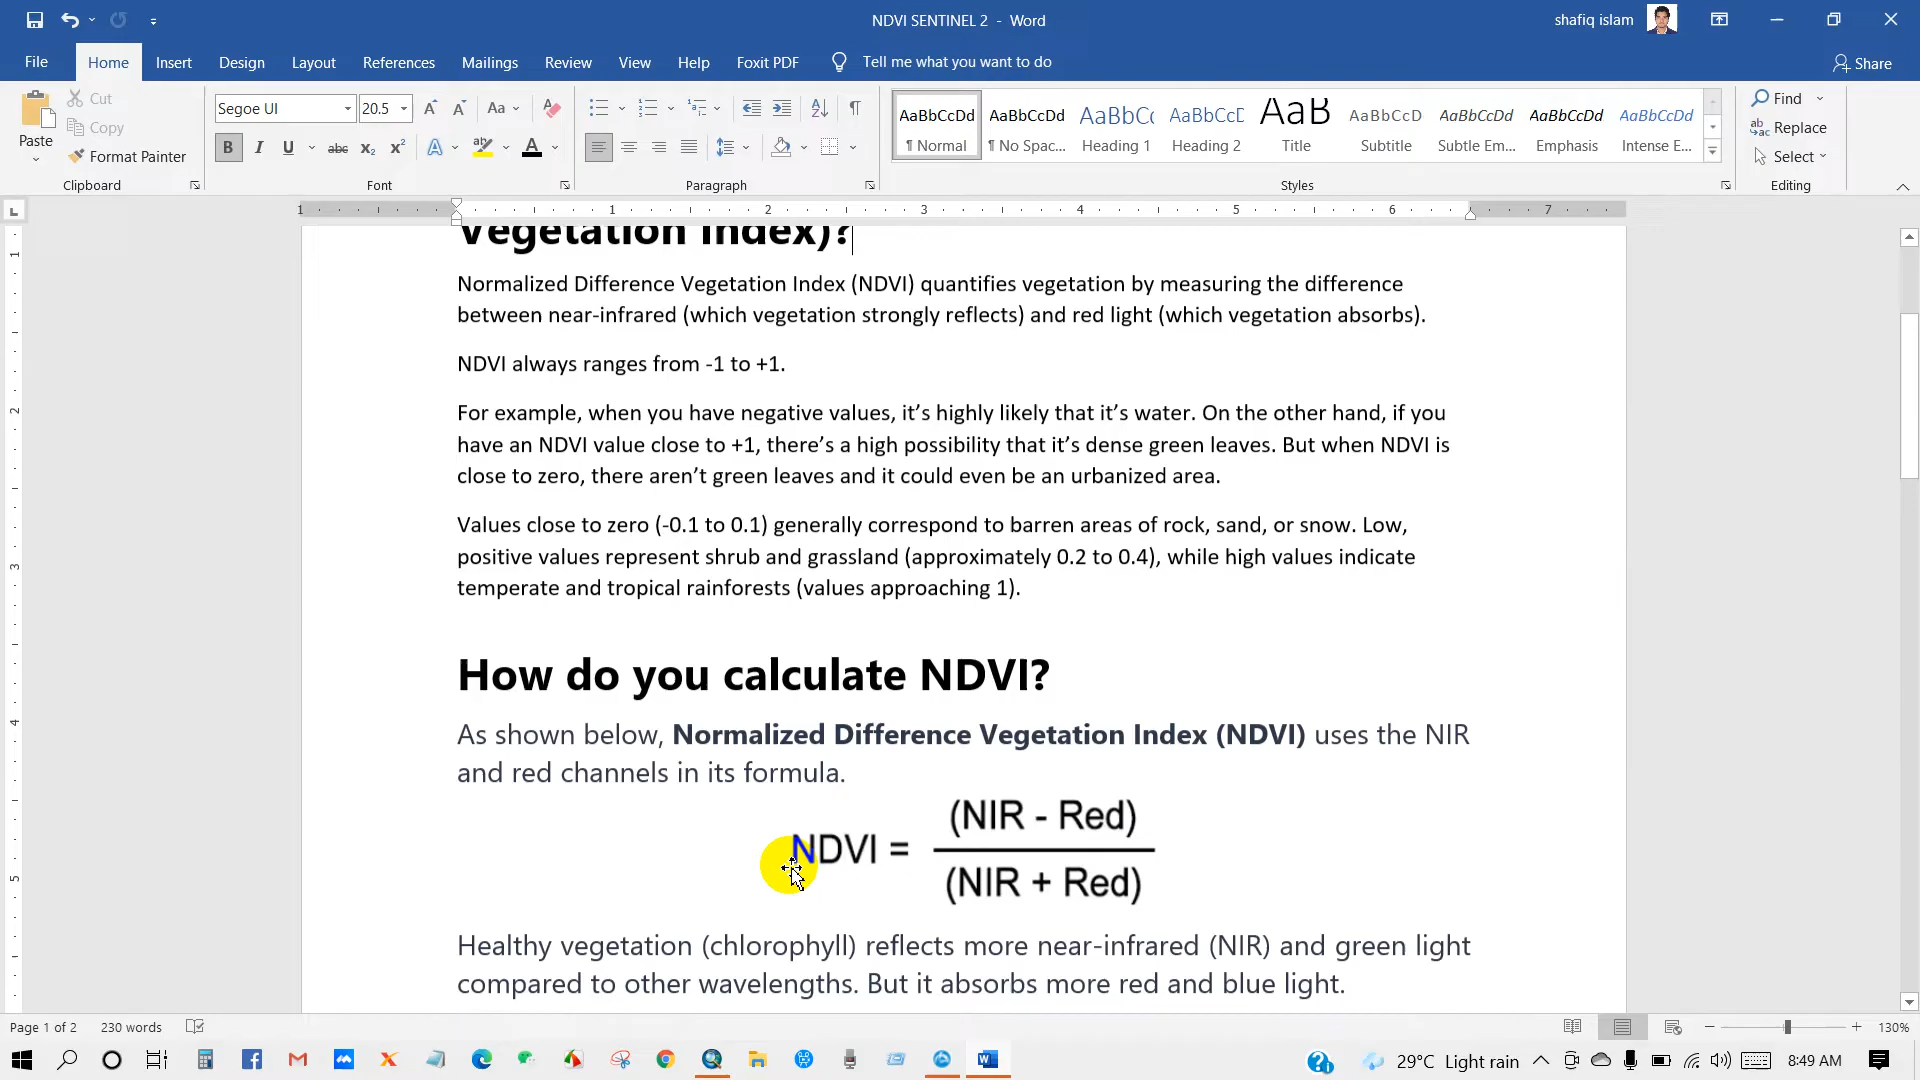 NDVI SENTINEL 2 - Word
shafiq islam
File Home Insert Design Layout References Mailings Review View Help Foxit PDF Tell me what you want to do
Share
Paste
Cut
Copy
Format Painter
Clipboard
Segoe UI 20.5
Font
Paragraph
AaBbCcDd AaBbCcDd AaBbCc AaBbCcD AaB AaBbCcD AaBbCcDd AaBbCcDd AaBbCcDd
¶ Normal ¶ No Spac... Heading 1 Heading 2 Title Subtitle Subtle Em... Emphasis Intense E...
Styles
Find
Replace
Select
Editing
1 1 2 3 4 5 6 7
Vegetation Index)?
Normalized Difference Vegetation Index (NDVI) quantifies vegetation by measuring the difference
between near-infrared (which vegetation strongly reflects) and red light (which vegetation absorbs).
NDVI always ranges from -1 to +1.
For example, when you have negative values, it’s highly likely that it’s water. On the other hand, if you
have an NDVI value close to +1, there’s a high possibility that it’s dense green leaves. But when NDVI is
close to zero, there aren’t green leaves and it could even be an urbanized area.
Values close to zero (-0.1 to 0.1) generally correspond to barren areas of rock, sand, or snow. Low,
positive values represent shrub and grassland (approximately 0.2 to 0.4), while high values indicate
temperate and tropical rainforests (values approaching 1).
How do you calculate NDVI?
As shown below, Normalized Difference Vegetation Index (NDVI) uses the NIR
and red channels in its formula.
(NIR - Red)
NDVI =
(NIR + Red)
Healthy vegetation (chlorophyll) reflects more near-infrared (NIR) and green light
compared to other wavelengths. But it absorbs more red and blue light.
Page 1 of 2 230 words
130%
29°C Light rain
8:49 AM